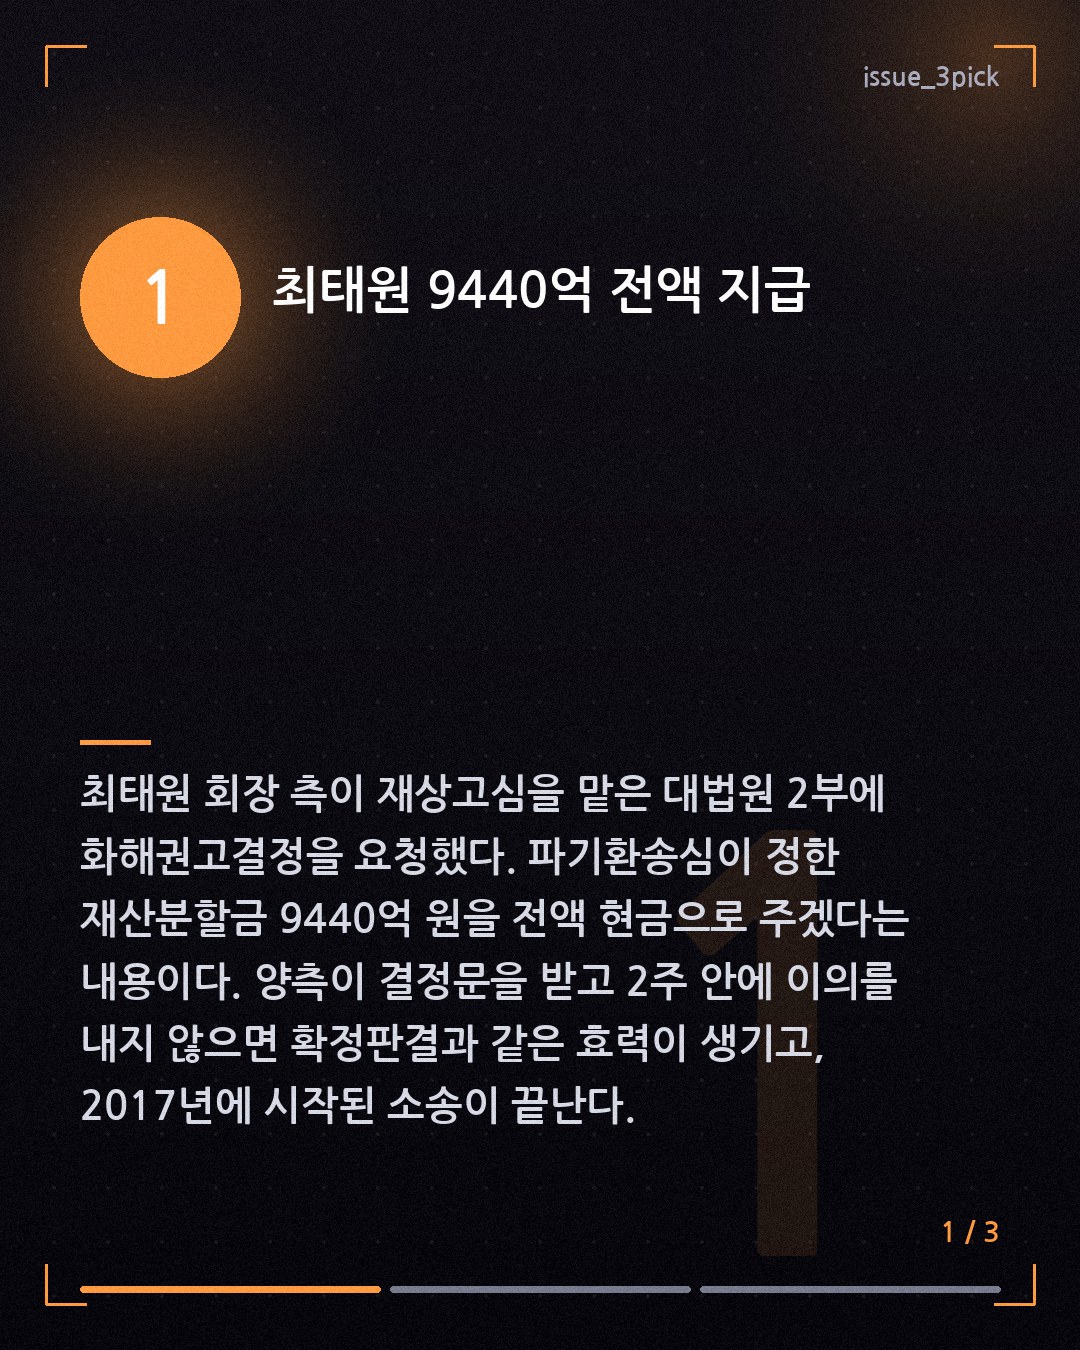 issue_3pick
1
최태원 9440억 전액 지급
최태원 회장 측이 재상고심을 맡은 대법원 2부에
화해권고결정을 요청했다. 파기환송심이 정한
재산분할금 9440억 원을 전액 현금으로 주겠다는
내용이다. 양측이 결정문을 받고 2주 안에 이의를
내지 않으면 확정판결과 같은 효력이 생기고,
2017년에 시작된 소송이 끝난다.
1
1 / 3